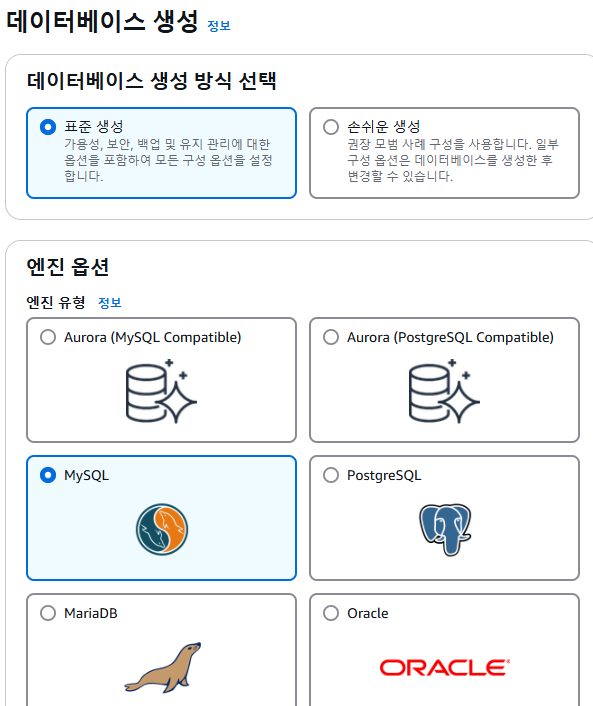 데이터베이스 생성 정보
데이터베이스 생성 방식 선택
표준 생성
가용성, 보안, 백업 및 유지 관리에 대한
옵션을 포함하여 모든 구성 옵션을 설정
합니다.
손쉬운 생성
권장 모범 사례 구성을 사용합니다. 일부
구성 옵션은 데이터베이스를 생성한 후
변경할 수 있습니다.
엔진 옵션
엔진 유형 정보
Aurora (MySQL Compatible)
Aurora (PostgreSQL Compatible)
MySQL
PostgreSQL
MariaDB
Oracle
ORACLE®